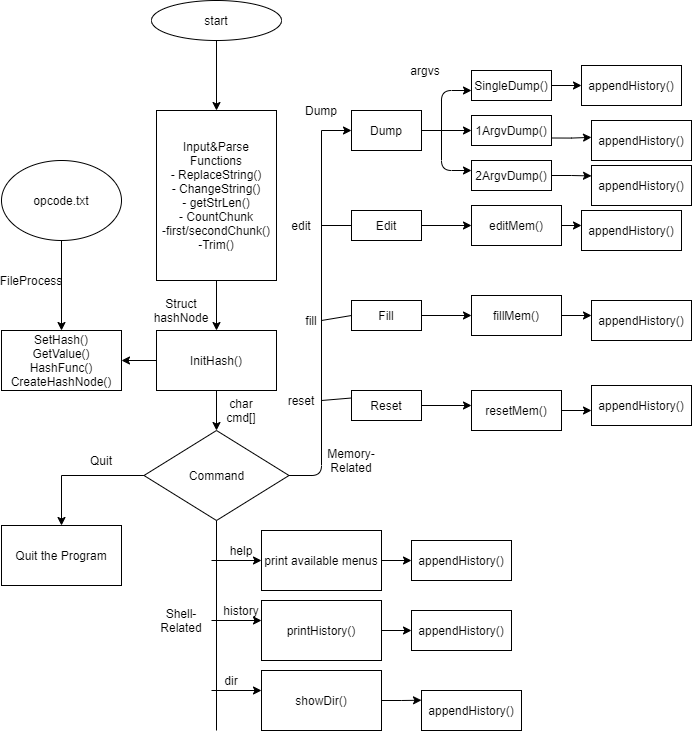 start
Input&Parse
Functions
- ReplaceString()
- ChangeString()
- getStrLen()
- CountChunk
-first/secondChunk()
-Trim()
opcode.txt
FileProcess
Struct
hashNode
SetHash()
GetValue()
HashFunc()
CreateHashNode()
InitHash()
char
cmd[]
Command
Quit
Quit the Program
Memory-
Related
Dump
Dump
argvs
SingleDump()
appendHistory()
1ArgvDump()
appendHistory()
2ArgvDump()
appendHistory()
edit
Edit
editMem()
appendHistory()
fill
Fill
fillMem()
appendHistory()
reset
Reset
resetMem()
appendHistory()
Shell-
Related
help
print available menus
appendHistory()
history
printHistory()
appendHistory()
dir
showDir()
appendHistory()